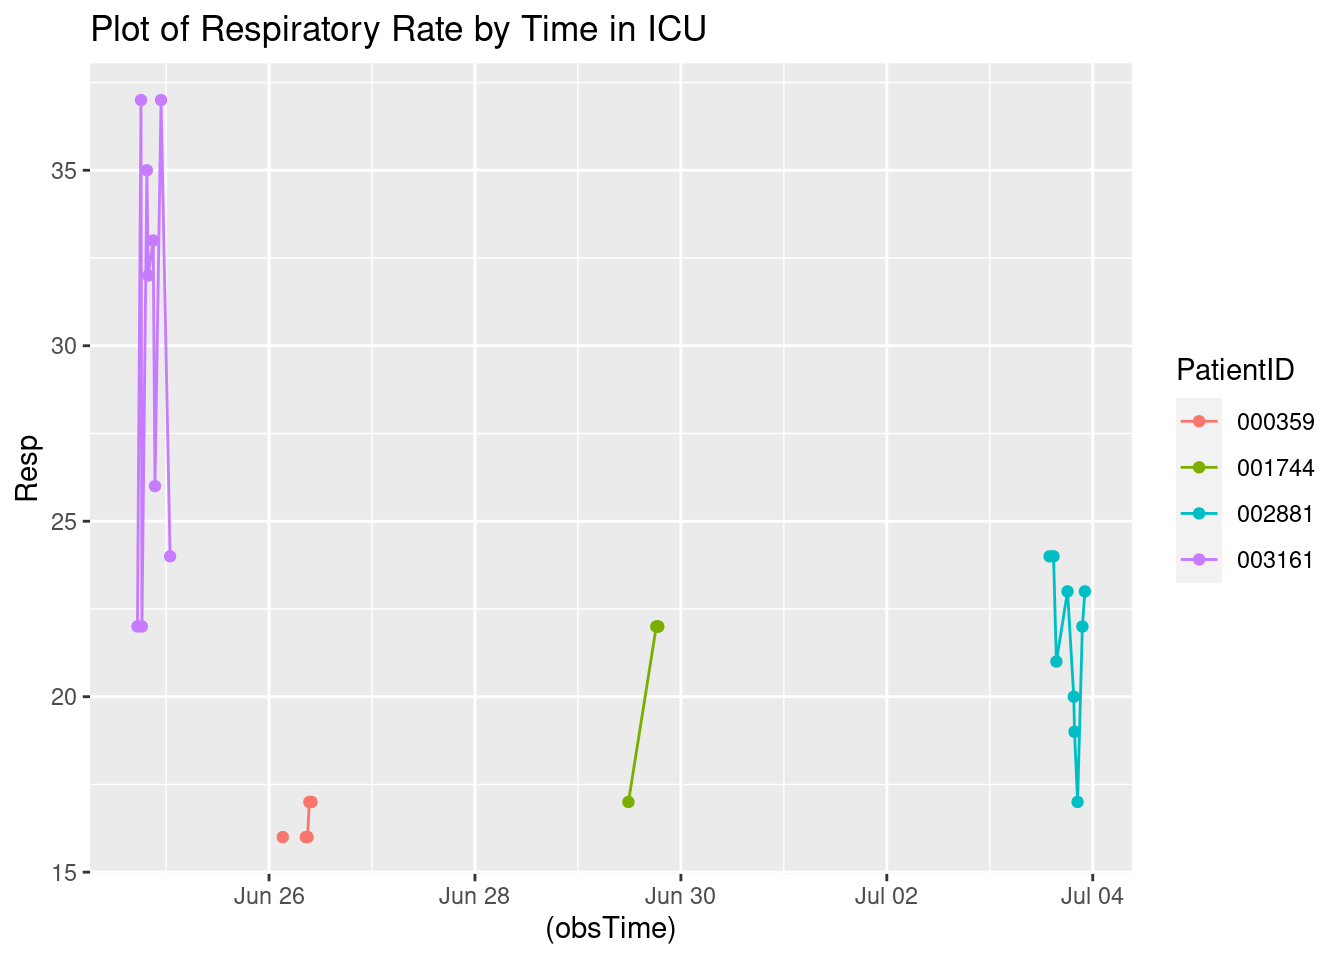 Plot of Respiratory Rate by Time in ICU
35
30
25
20
15
Resp
Jun 26
Jun 28
Jun 30
Jul 02
Jul 04
(obsTime)
PatientID
000359
001744
002881
003161